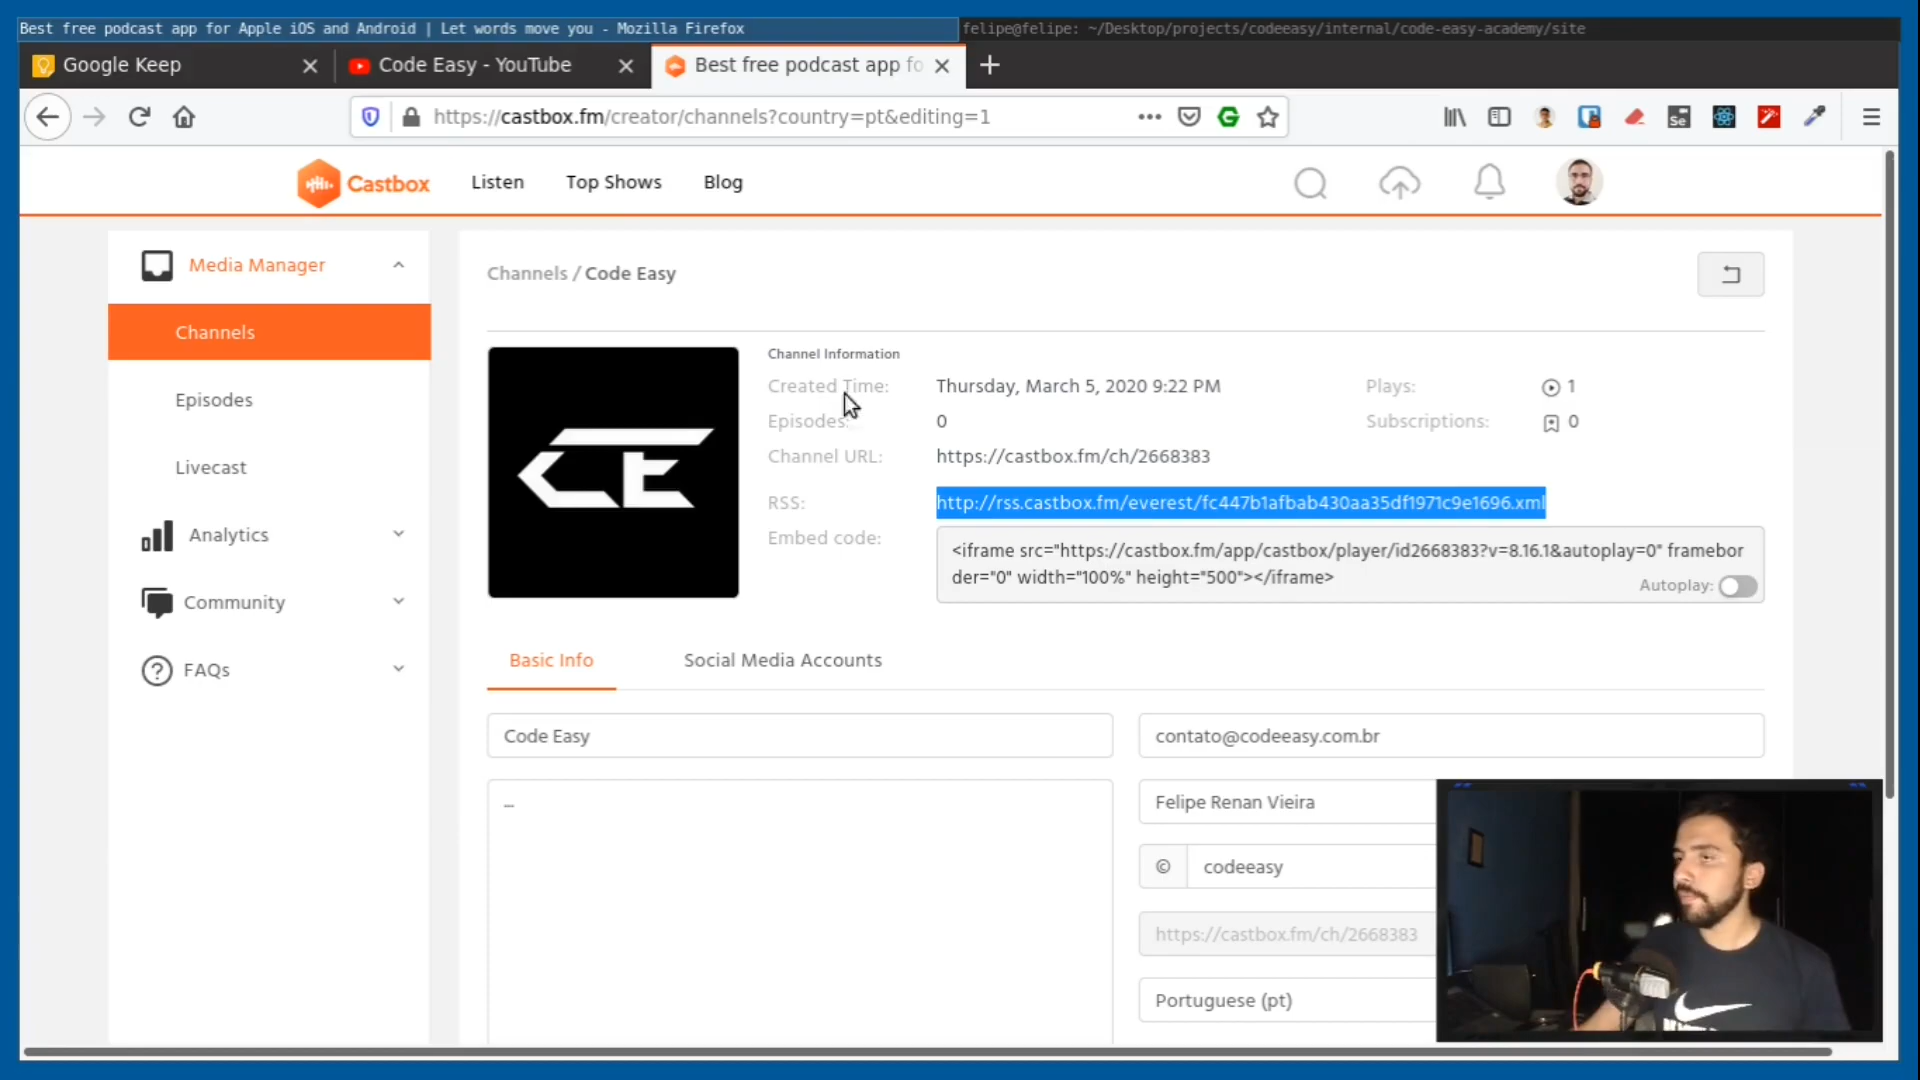 Best free podcast app for Apple iOS and Android | Let words move you - Mozilla Firefox
felipe@felipe: ~/Desktop/projects/codeeasy/internal/code-easy-academy/site
Google Keep
Code Easy - YouTube
Best free podcast app fo
https://castbox.fm/creator/channels?country=pt&editing=1
Se
Castbox
Listen
Top Shows
Blog
Media Manager
Channels
Episodes
Livecast
Analytics
Community
FAQs
Channels / Code Easy
CE
Channel Information
Created Time:
Thursday, March 5, 2020 9:22 PM
Plays:
1
Episodes:
0
Subscriptions:
0
Channel URL:
https://castbox.fm/ch/2668383
RSS:
http://rss.castbox.fm/everest/fc447b1afbab430aa35df1971c9e1696.xml
Embed code:
<iframe src="https://castbox.fm/app/castbox/player/id2668383?v=8.16.1&autoplay=0" framebor
der="0" width="100%" height="500"></iframe>
Autoplay:
Basic Info
Social Media Accounts
Code Easy
contato@codeeasy.com.br
...
Felipe Renan Vieira
© codeeasy
https://castbox.fm/ch/2668383
Portuguese (pt)